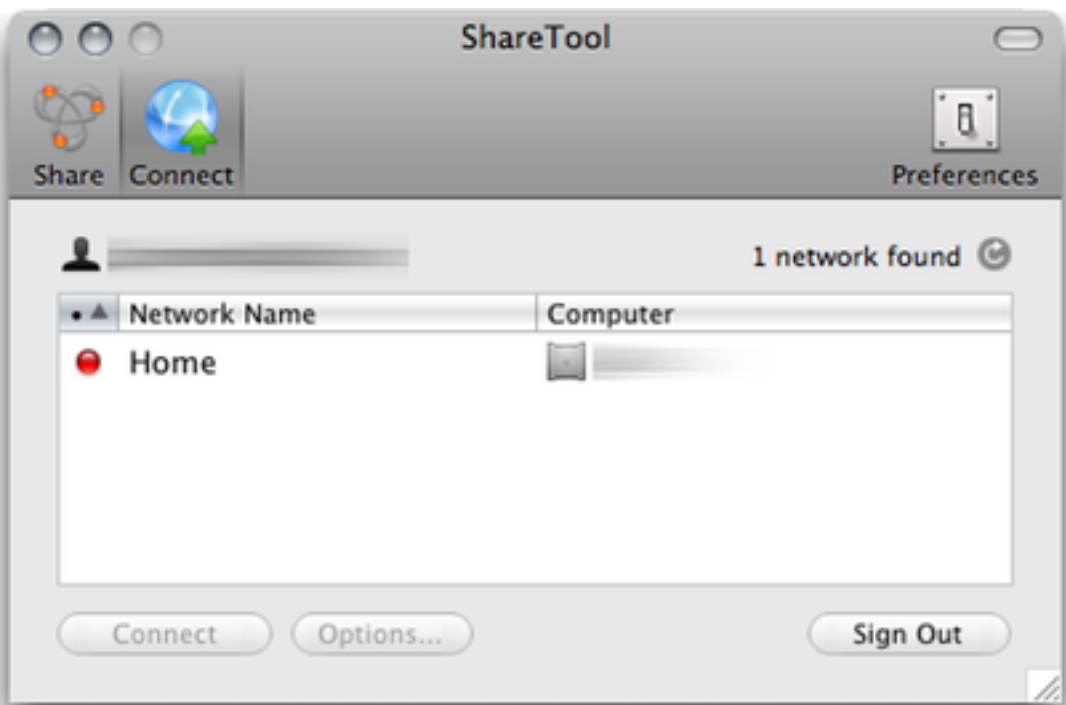 ShareTool
Share Connect Preferences
1 network found
Network Name Computer
Home
Connect Options... Sign Out